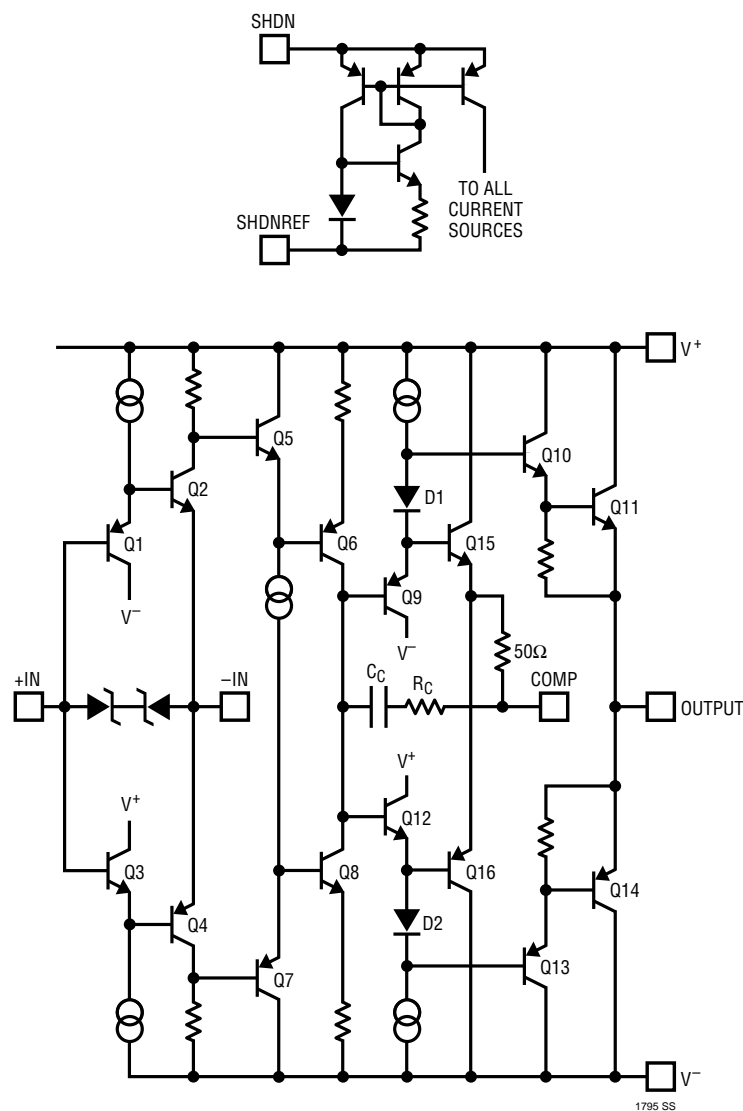 SHDN
TO ALL
CURRENT
SOURCES
SHDNREF
V+
Q5
Q10
Q2
D1
Q11
Q1
Q6
Q15
V–
Q9
V–
50Ω
+IN
–IN
CC
RC
COMP
OUTPUT
V+
V+
Q12
Q3
Q8
Q16
Q14
Q4
D2
Q7
Q13
V–
1795 SS